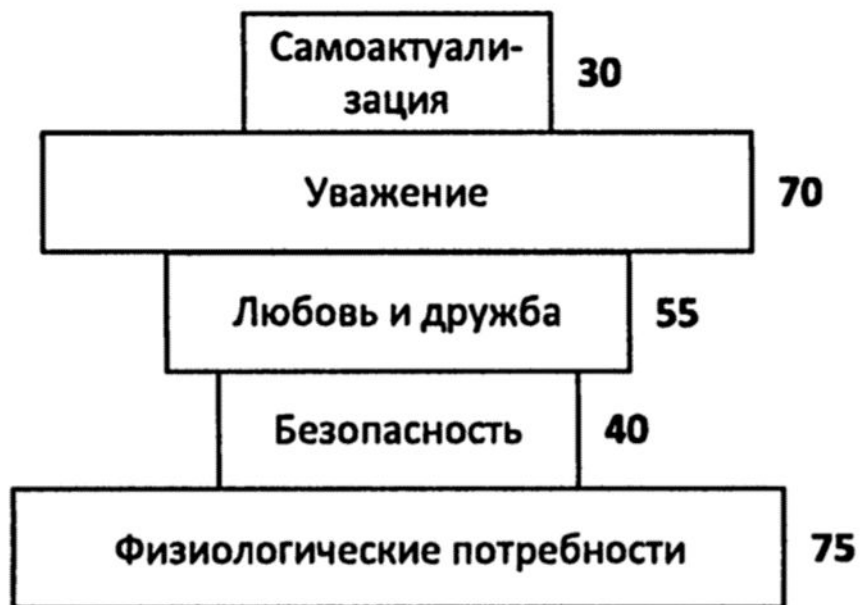 Самоактуали-
зация
30
Уважение
70
Любовь и дружба
55
Безопасность
40
Физиологические потребности
75